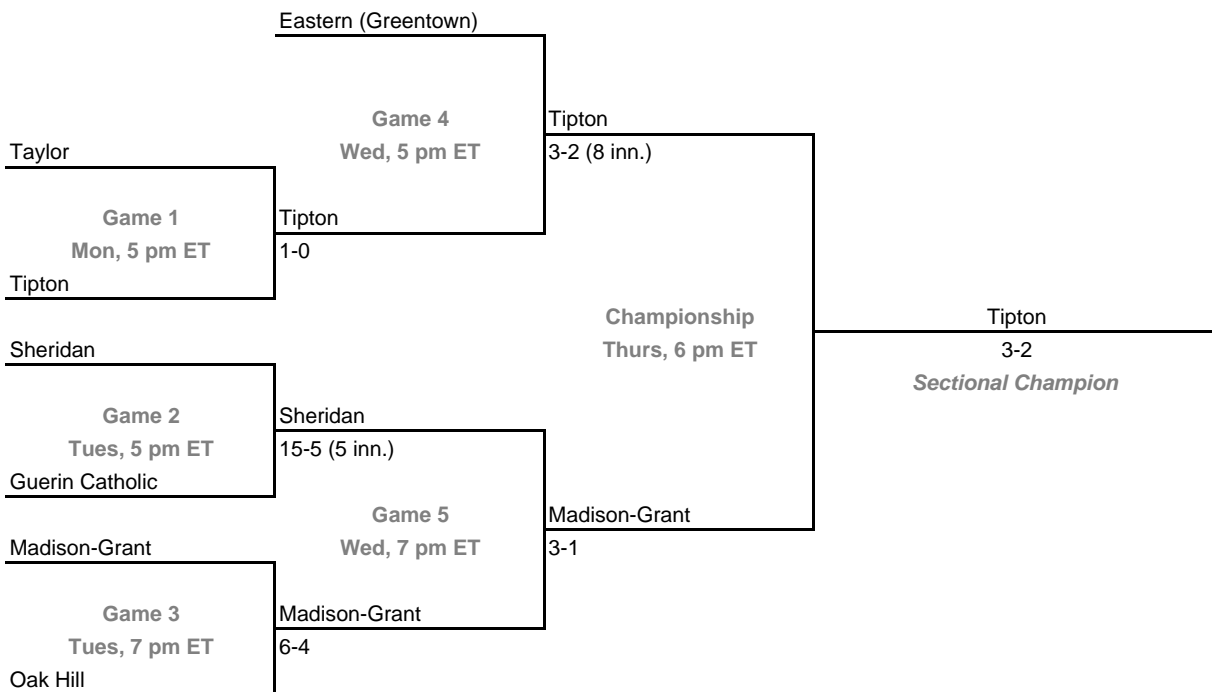 Eastern (Greentown)
Game 4
Wed, 5 pm ET
Tipton
3-2 (8 inn.)
Taylor
Game 1
Mon, 5 pm ET
Tipton
1-0
Tipton
Championship
Thurs, 6 pm ET
Tipton
3-2
Sectional Champion
Sheridan
Game 2
Tues, 5 pm ET
Sheridan
15-5 (5 inn.)
Guerin Catholic
Game 5
Wed, 7 pm ET
Madison-Grant
3-1
Madison-Grant
Game 3
Tues, 7 pm ET
Madison-Grant
6-4
Oak Hill